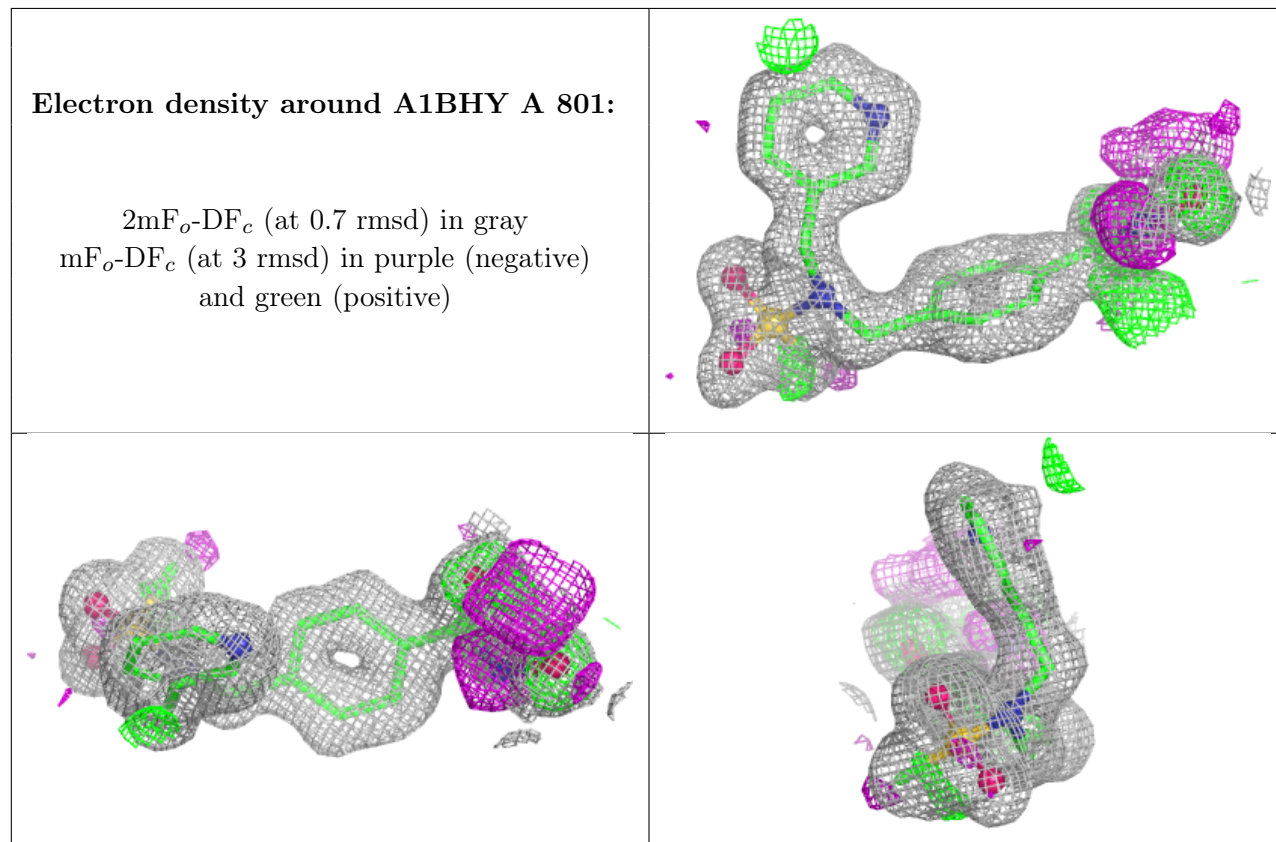 Electron density around A1BHY A 801:
2mFo-DFc (at 0.7 rmsd) in gray
mFo-DFc (at 3 rmsd) in purple (negative)
and green (positive)